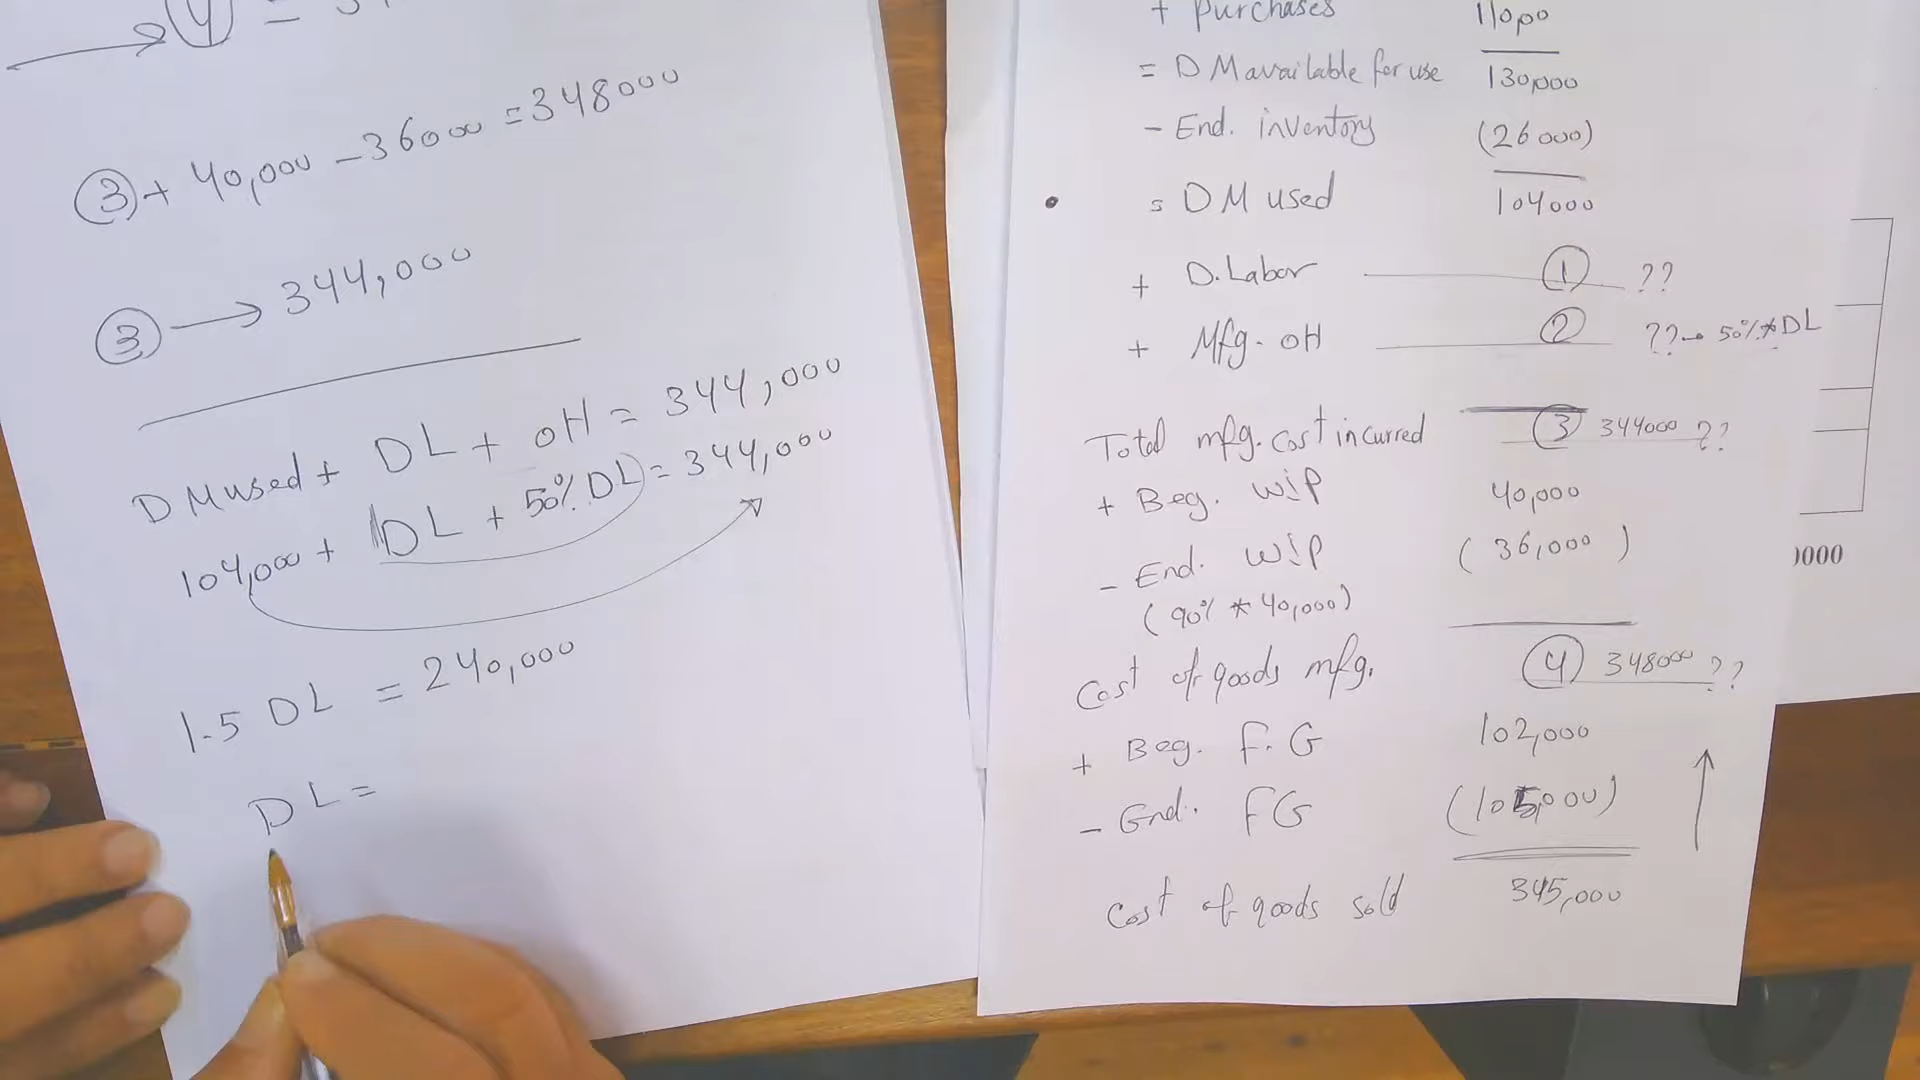 4 = 3
3 + 40,000 - 36000 = 348000
3 → 344,000
DM used + DL + OH = 344,000
104,000 + DL + 50% DL = 344,000
1.5 DL = 240,000
DL =
+ Purchases 110,00
= DM available for use 130,000
- End. inventory (26000)
= DM used 104000
+ D. Labor 1 ??
+ Mfg. OH 2 ?? → 50% * DL
Total mfg. cost incurred 3 344000 ??
+ Beg. WIP 40,000
- End. WIP (36,000)
(90% * 40,000)
Cost of goods mfg. 4 348000 ??
+ Beg. F.G 102,000
- End. FG (105,000)
Cost of goods sold 345,000
0000